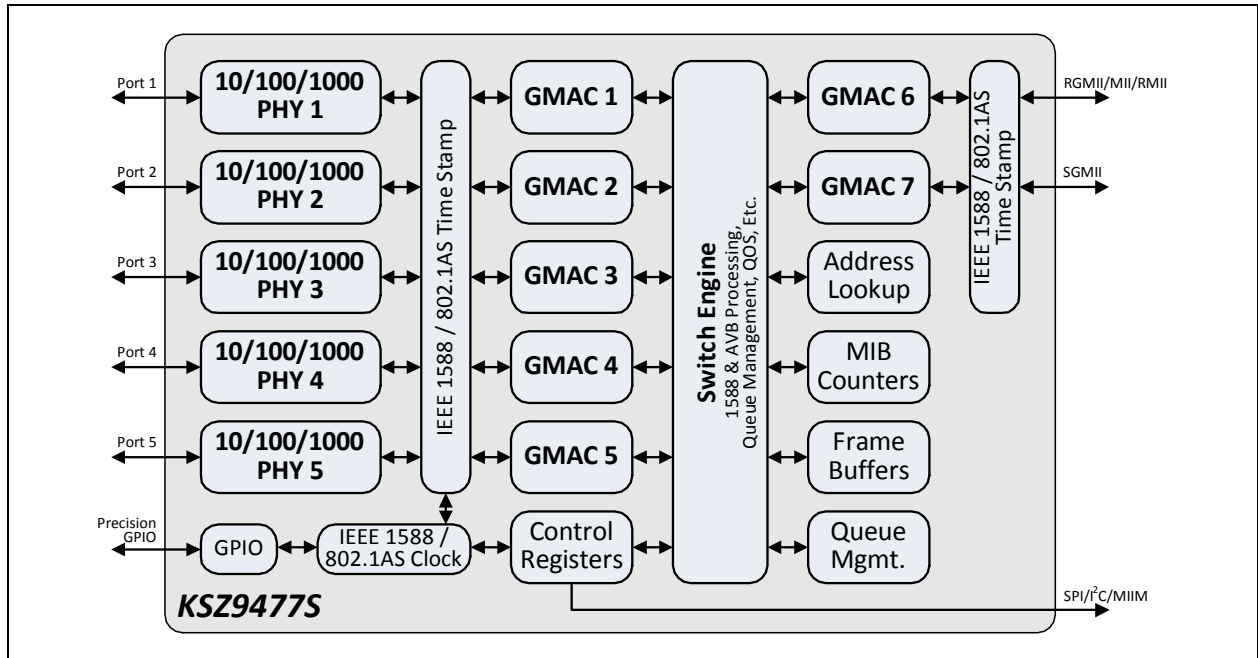 Port 1
10/100/1000
PHY 1
Port 2
10/100/1000
PHY 2
Port 3
10/100/1000
PHY 3
Port 4
10/100/1000
PHY 4
Port 5
10/100/1000
PHY 5
Precision
GPIO
GPIO
IEEE 1588 /
802.1AS Clock
IEEE 1588 / 802.1AS Time Stamp
GMAC 1
GMAC 2
GMAC 3
GMAC 4
GMAC 5
Control
Registers
Switch Engine
1588 & AVB Processing,
Queue Management, QOS, Etc.
GMAC 6
GMAC 7
Address
Lookup
MIB
Counters
Frame
Buffers
Queue
Mgmt.
IEEE 1588 / 802.1AS
Time Stamp
RGMII/MII/RMII
SGMII
SPI/I²C/MIIM
KSZ9477S